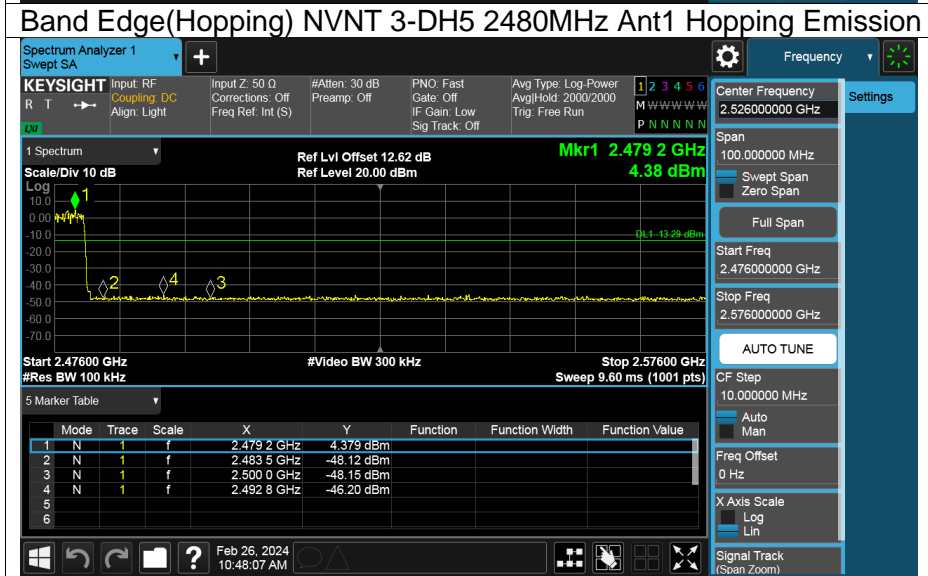 Band Edge(Hopping) NVNT 3-DH5 2480MHz Ant1 Hopping Emission
Spectrum Analyzer 1
Swept SA
+
Frequency
KEYSIGHT
R T
LXI
Input: RF
Coupling: DC
Align: Light
Input Z: 50 Ω
Corrections: Off
Freq Ref: Int (S)
#Atten: 30 dB
Preamp: Off
PNO: Fast
Gate: Off
IF Gain: Low
Sig Track: Off
Avg Type: Log-Power
Avg|Hold: 2000/2000
Trig: Free Run
1 2 3 4 5 6
M W W W W W
P N N N N N
Center Frequency
2.526000000 GHz
Settings
Span
100.000000 MHz
Swept Span
Zero Span
Full Span
Start Freq
2.476000000 GHz
Stop Freq
2.576000000 GHz
AUTO TUNE
CF Step
10.000000 MHz
Auto
Man
Freq Offset
0 Hz
X Axis Scale
Log
Lin
Signal Track
(Span Zoom)
1 Spectrum
Scale/Div 10 dB
Ref Lvl Offset 12.62 dB
Ref Level 20.00 dBm
Mkr1 2.479 2 GHz
4.38 dBm
Log
10.0
0.00
-10.0
-20.0
-30.0
-40.0
-50.0
-60.0
-70.0
1
2
4
3
DL1 -13.29 dBm
Start 2.47600 GHz
#Res BW 100 kHz
#Video BW 300 kHz
Stop 2.57600 GHz
Sweep 9.60 ms (1001 pts)
5 Marker Table
Mode Trace Scale X Y Function Function Width Function Value
1 N 1 f 2.479 2 GHz 4.379 dBm
2 N 1 f 2.483 5 GHz -48.12 dBm
3 N 1 f 2.500 0 GHz -48.15 dBm
4 N 1 f 2.492 8 GHz -46.20 dBm
5
6
?
Feb 26, 2024
10:48:07 AM